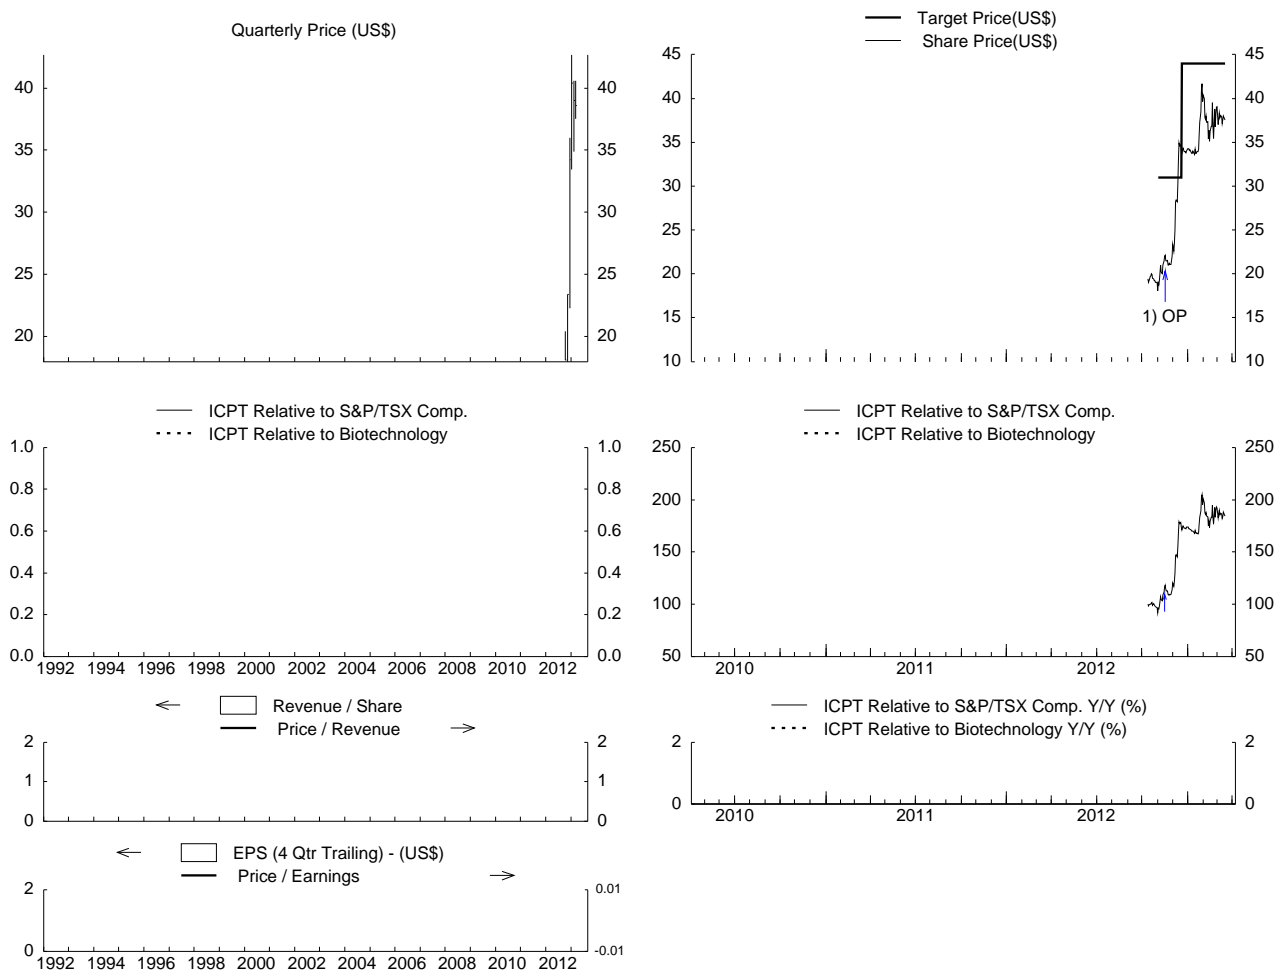 Quarterly Price (US$)
40 40
35 35
30 30
25 25
20 20
Target Price(US$)
Share Price(US$)
45 45
40 40
35 35
30 30
25 25
20 20
15 15
10 10
1) OP
ICPT Relative to S&P/TSX Comp.
ICPT Relative to Biotechnology
1.0 1.0
0.8 0.8
0.6 0.6
0.4 0.4
0.2 0.2
0.0 0.0
1992 1994 1996 1998 2000 2002 2004 2006 2008 2010 2012
ICPT Relative to S&P/TSX Comp.
ICPT Relative to Biotechnology
250 250
200 200
150 150
100 100
50 50
2010 2011 2012
Revenue / Share
Price / Revenue
2 2
1 1
0 0
ICPT Relative to S&P/TSX Comp. Y/Y (%)
ICPT Relative to Biotechnology Y/Y (%)
2 2
0 0
2010 2011 2012
EPS (4 Qtr Trailing) - (US$)
Price / Earnings
2 0.01
0 -0.01
1992 1994 1996 1998 2000 2002 2004 2006 2008 2010 2012